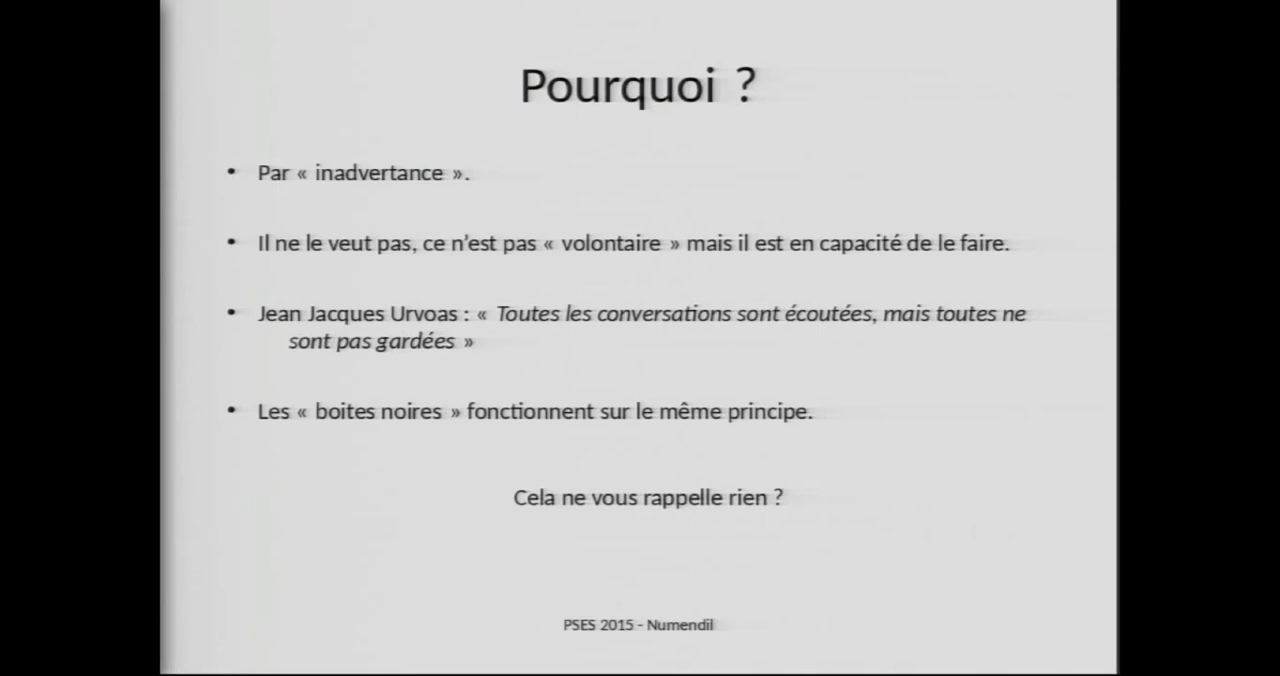 Pourquoi ?
• Par « inadvertance ».
• Il ne le veut pas, ce n’est pas « volontaire » mais il est en capacité de le faire.
• Jean Jacques Urvoas : « Toutes les conversations sont écoutées, mais toutes ne
sont pas gardées »
• Les « boites noires » fonctionnent sur le même principe.
Cela ne vous rappelle rien ?
PSES 2015 - Numendil